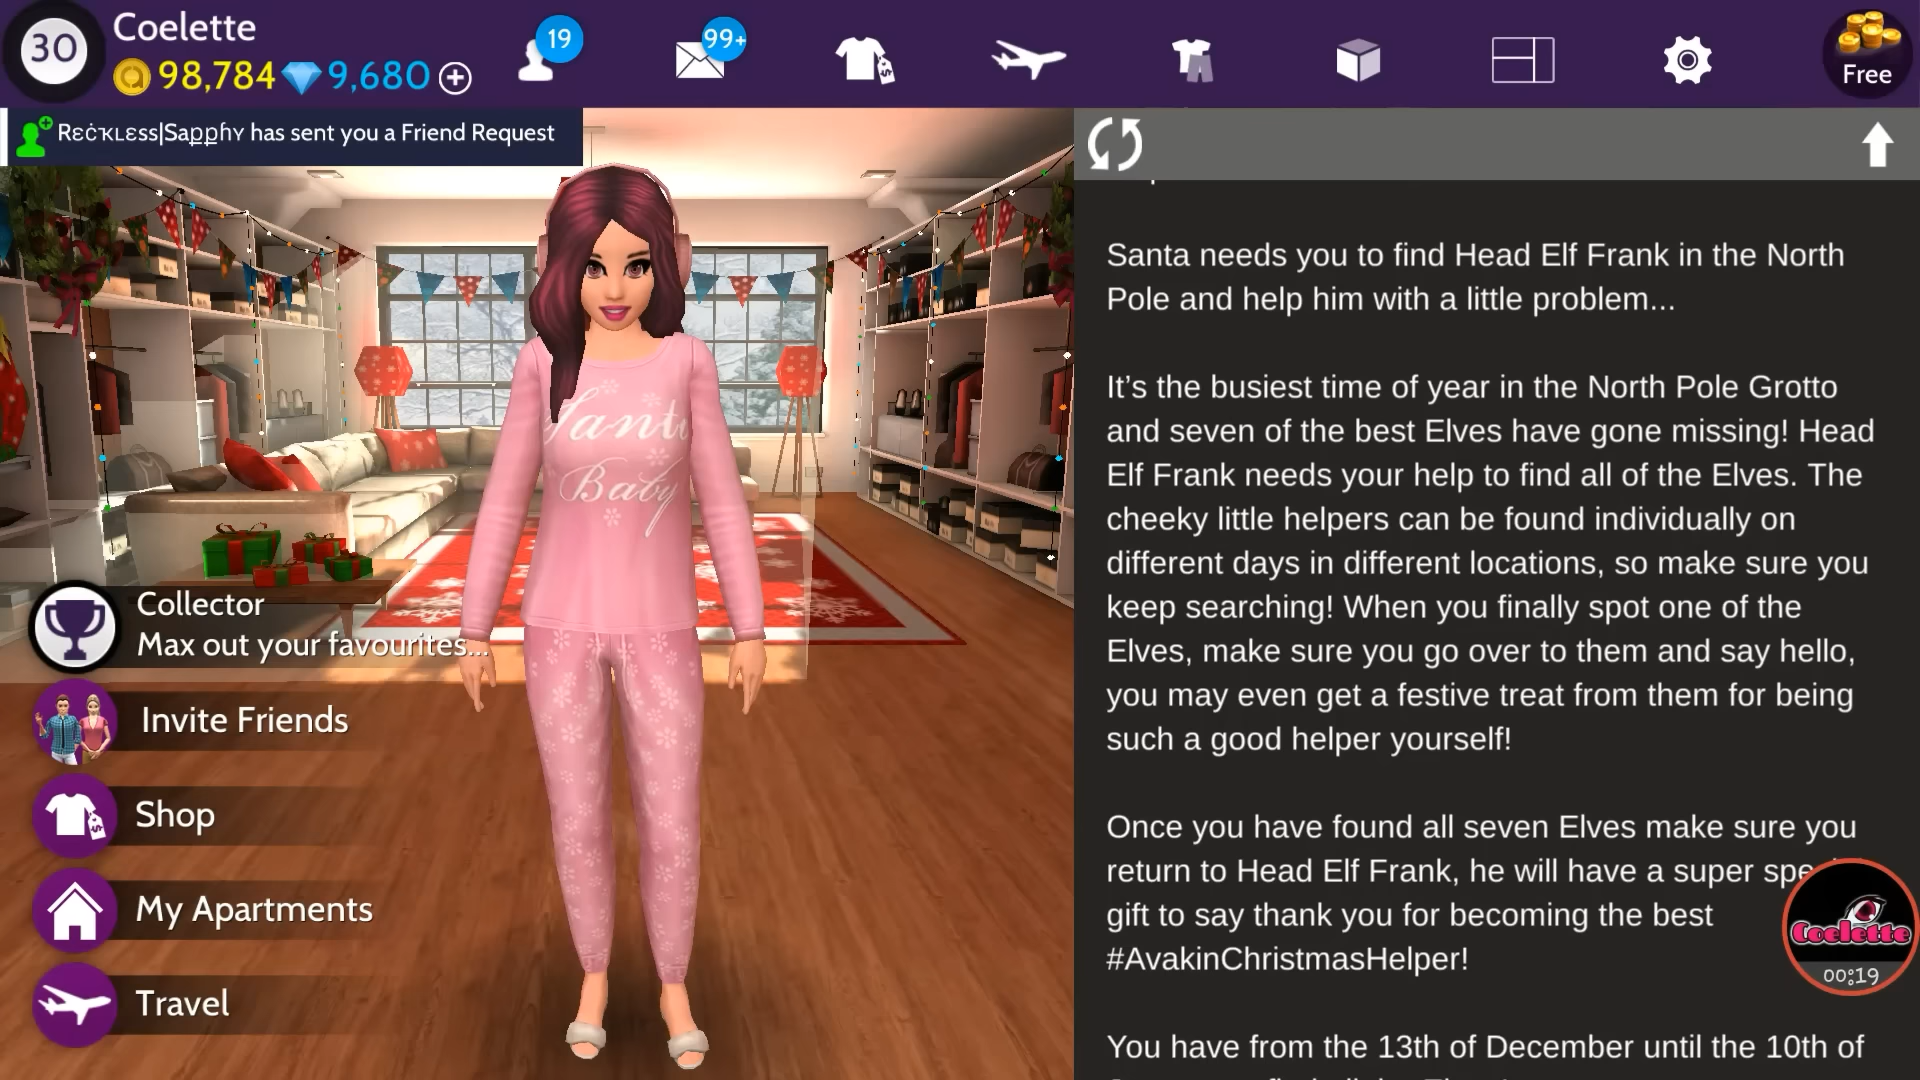 30
Coelette
98,784 9,680
19
99+
Free
Rεċҡʟεss|Sap̲p̲ɦʏ has sent you a Friend Request
Santa
Baby
Collector
Max out your favourites...
Invite Friends
Shop
My Apartments
Travel
Santa needs you to find Head Elf Frank in the North
Pole and help him with a little problem...
It's the busiest time of year in the North Pole Grotto
and seven of the best Elves have gone missing! Head
Elf Frank needs your help to find all of the Elves. The
cheeky little helpers can be found individually on
different days in different locations, so make sure you
keep searching! When you finally spot one of the
Elves, make sure you go over to them and say hello,
you may even get a festive treat from them for being
such a good helper yourself!
Once you have found all seven Elves make sure you
return to Head Elf Frank, he will have a super spe
gift to say thank you for becoming the best
#AvakinChristmasHelper!
You have from the 13th of December until the 10th of
Coelette
00:19